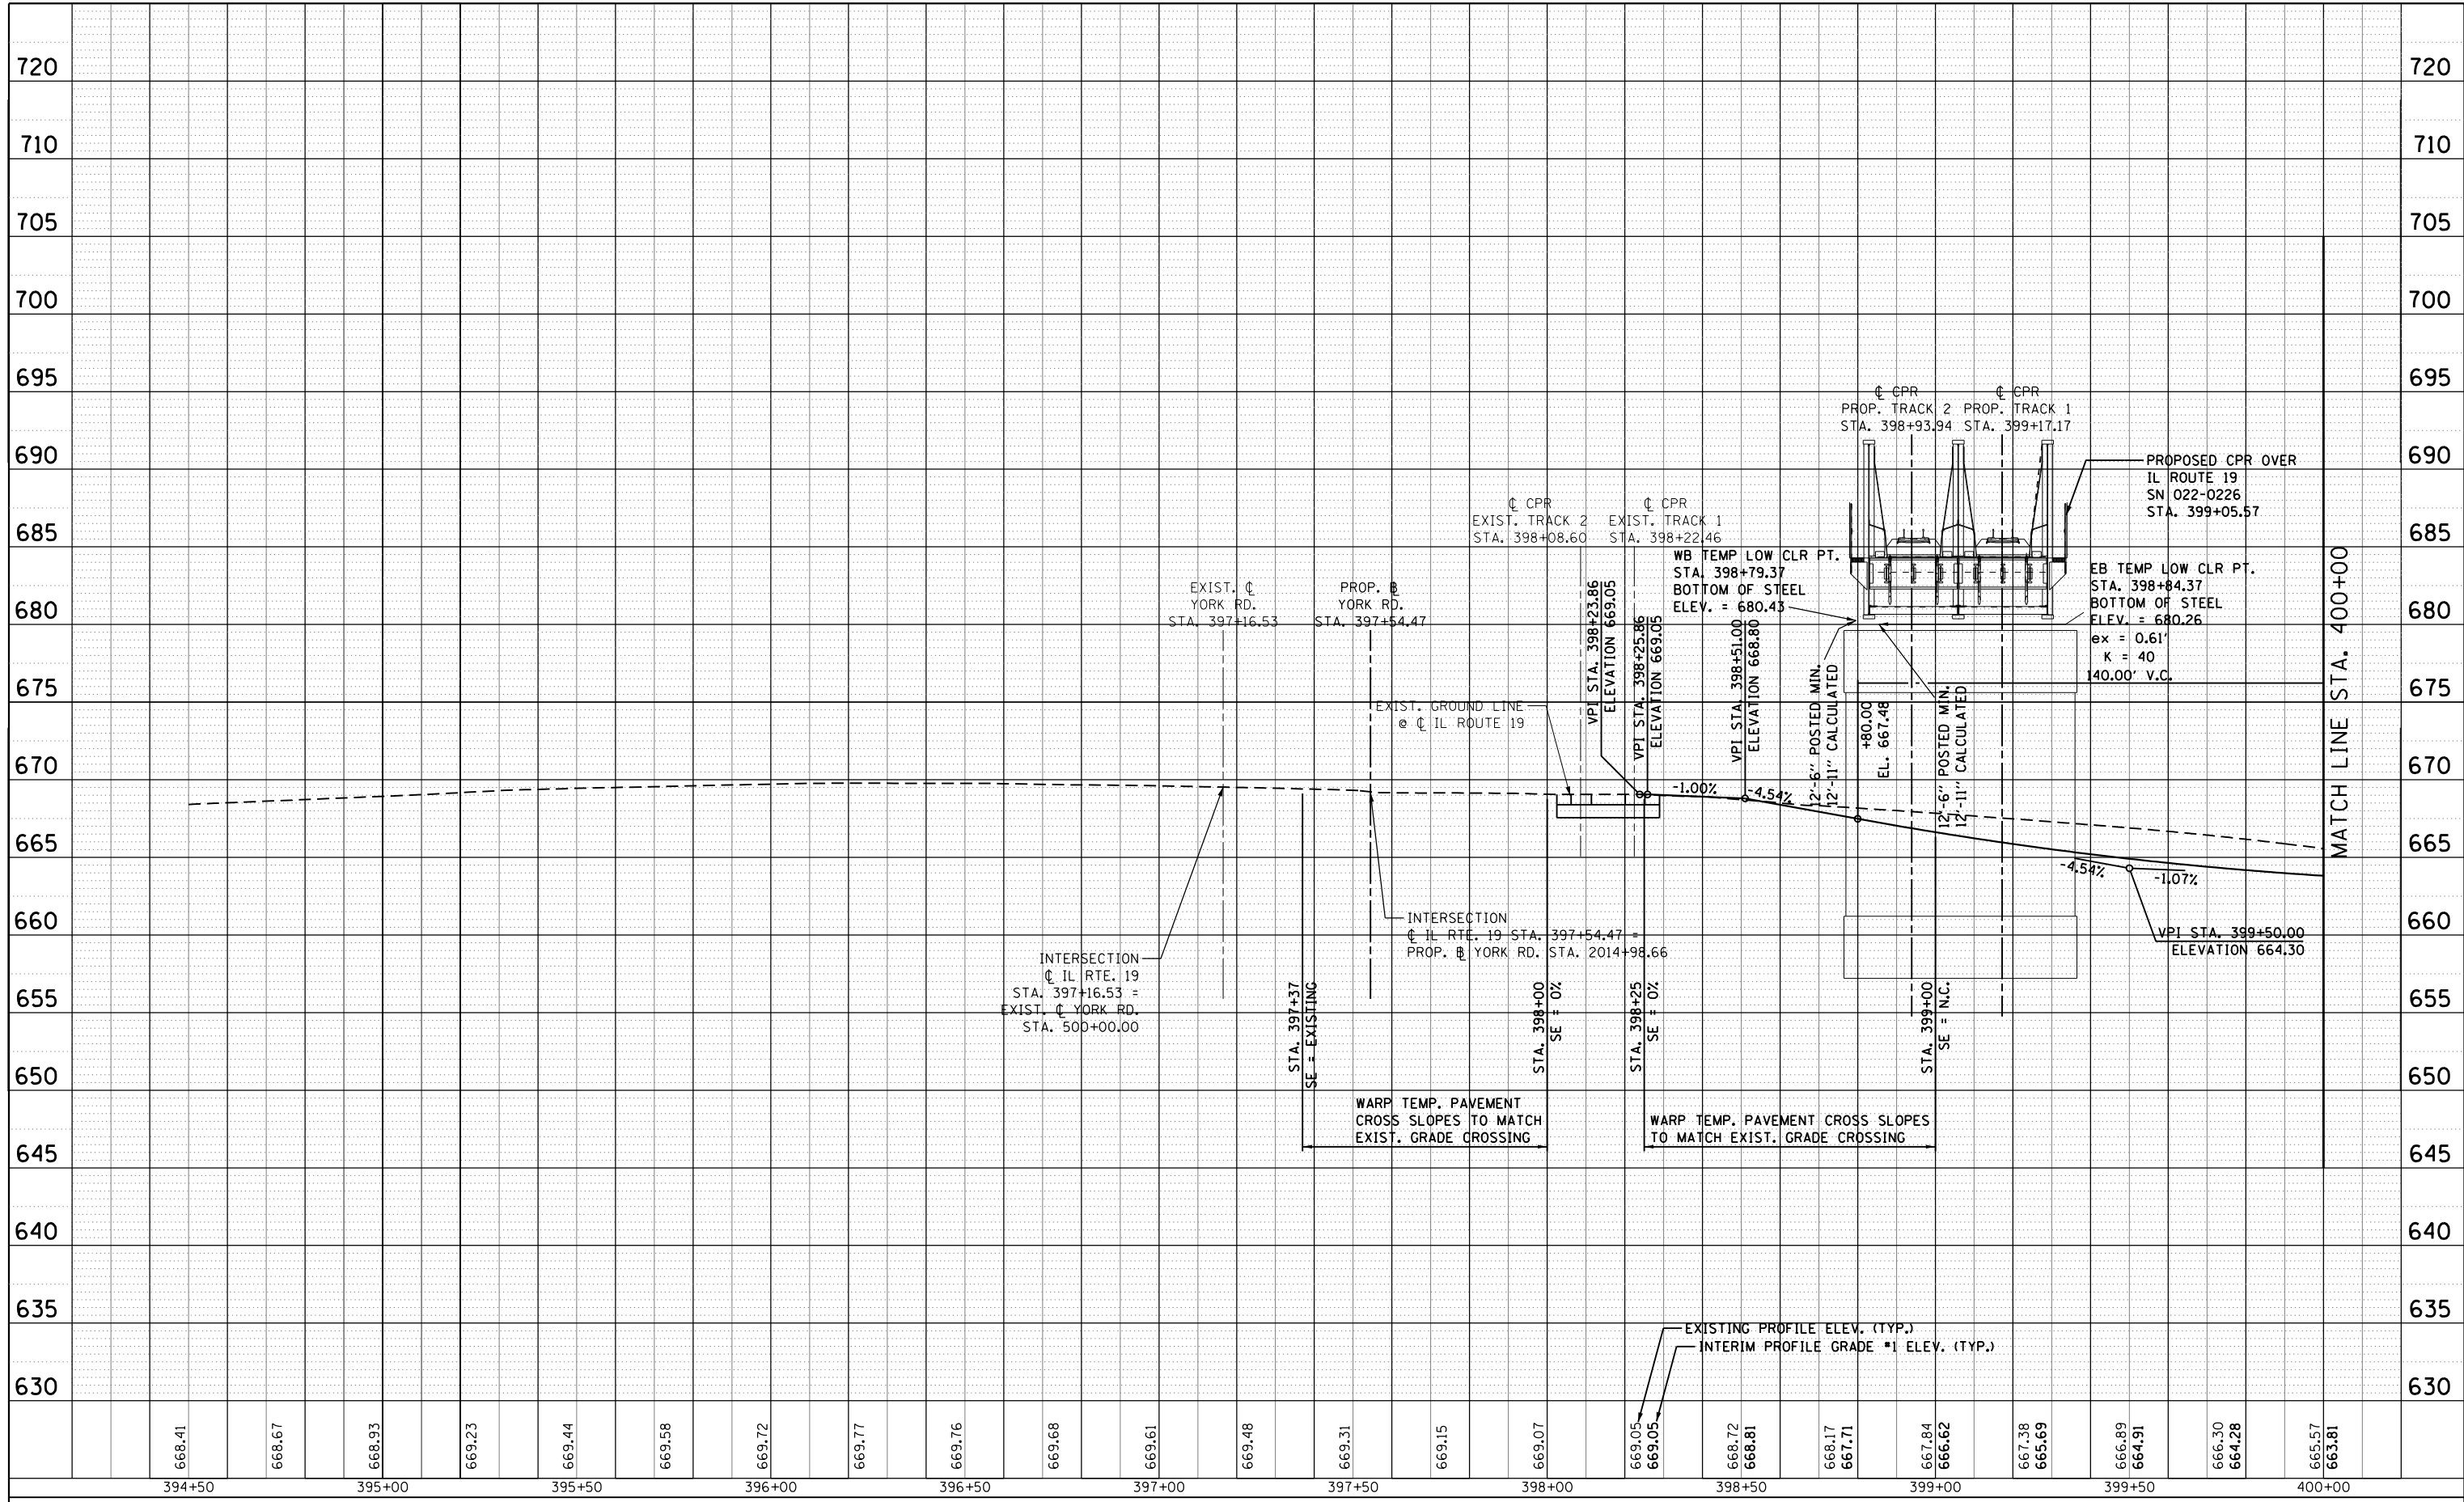 720
710
705
700
695
690
685
680
675
670
665
660
655
650
645
640
635
630
720
710
705
700
695
690
685
680
675
670
665
660
655
650
645
640
635
630
℄ CPR
PROP. TRACK 2
STA. 398+93.94
℄ CPR
PROP. TRACK 1
STA. 399+17.17
PROPOSED CPR OVER
IL ROUTE 19
SN 022-0226
STA. 399+05.57
℄ CPR
EXIST. TRACK 2
STA. 398+08.60
℄ CPR
EXIST. TRACK 1
STA. 398+22.46
WB TEMP LOW CLR PT.
STA. 398+79.37
BOTTOM OF STEEL
ELEV. = 680.43
EB TEMP LOW CLR PT.
STA. 398+84.37
BOTTOM OF STEEL
ELEV. = 680.26
ex = 0.61'
K = 40
140.00' V.C.
EXIST. ℄
YORK RD.
STA. 397+16.53
PROP. B̵L
YORK RD.
STA. 397+54.47
VPI STA. 398+23.86
ELEVATION 669.05
VPI STA. 398+25.86
ELEVATION 669.05
VPI STA. 398+51.00
ELEVATION 668.80
12'-6" POSTED MIN.
12'-11" CALCULATED
+80.00
EL. 667.48
12'-6" POSTED MIN.
12'-11" CALCULATED
MATCH LINE STA. 400+00
EXIST. GROUND LINE
@ ℄ IL ROUTE 19
-1.00%
-4.54%
-4.54%
-1.07%
VPI STA. 399+50.00
ELEVATION 664.30
INTERSECTION
℄ IL RTE. 19 STA. 397+54.47 =
PROP. B̵L YORK RD. STA. 2014+98.66
INTERSECTION
℄ IL RTE. 19
STA. 397+16.53 =
EXIST. ℄ YORK RD.
STA. 500+00.00
STA. 397+37
SE = EXISTING
STA. 398+00
SE = 0%
STA. 398+25
SE = 0%
STA. 399+00
SE = N.C.
WARP TEMP. PAVEMENT
CROSS SLOPES TO MATCH
EXIST. GRADE CROSSING
WARP TEMP. PAVEMENT CROSS SLOPES
TO MATCH EXIST. GRADE CROSSING
EXISTING PROFILE ELEV. (TYP.)
INTERIM PROFILE GRADE #1 ELEV. (TYP.)
668.41
668.67
668.93
669.23
669.44
669.58
669.72
669.77
669.76
669.68
669.61
669.48
669.31
669.15
669.07
669.05
669.05
668.72
668.81
668.17
667.71
667.84
666.62
667.38
665.69
666.89
664.91
666.30
664.28
665.57
663.81
394+50
395+00
395+50
396+00
396+50
397+00
397+50
398+00
398+50
399+00
399+50
400+00